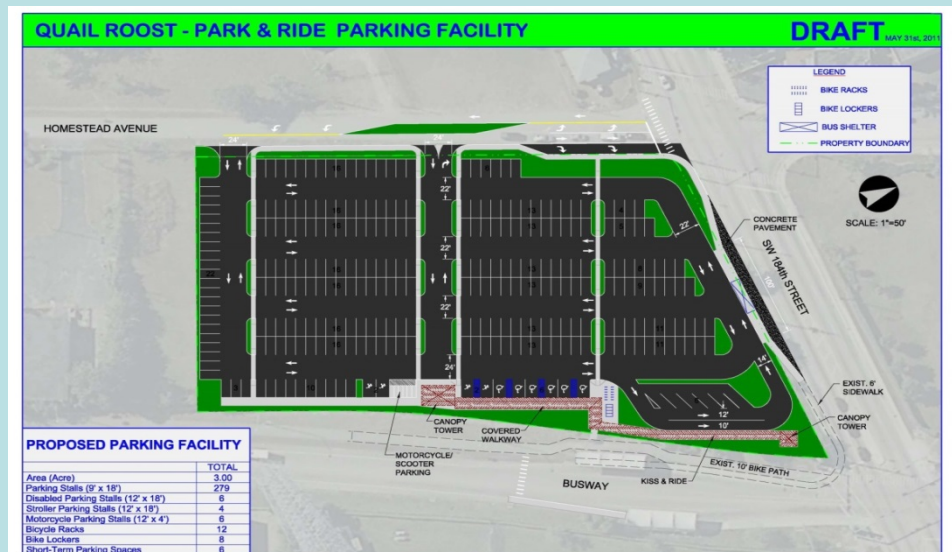 QUAIL ROOST - PARK & RIDE PARKING FACILITY
DRAFT MAY 31st, 2011
LEGEND
BIKE RACKS
BIKE LOCKERS
BUS SHELTER
PROPERTY BOUNDARY
HOMESTEAD AVENUE
SCALE: 1"=50'
24'
24'
22'
22'
22'
24'
22'
CONCRETE
PAVEMENT
SW 184th STREET
100'
14'
12'
10'
EXIST. 6'
SIDEWALK
CANOPY
TOWER
CANOPY
TOWER
COVERED
WALKWAY
MOTORCYCLE/
SCOOTER
PARKING
KISS & RIDE
EXIST. 10' BIKE PATH
BUSWAY
PROPOSED PARKING FACILITY
TOTAL
Area (Acre) 3.00
Parking Stalls (9' x 18') 279
Disabled Parking Stalls (12' x 18') 6
Stroller Parking Stalls (12' x 18') 4
Motorcycle Parking Stalls (12' x 4') 6
Bicycle Racks 12
Bike Lockers 8
Short-Term Parking Spaces 6